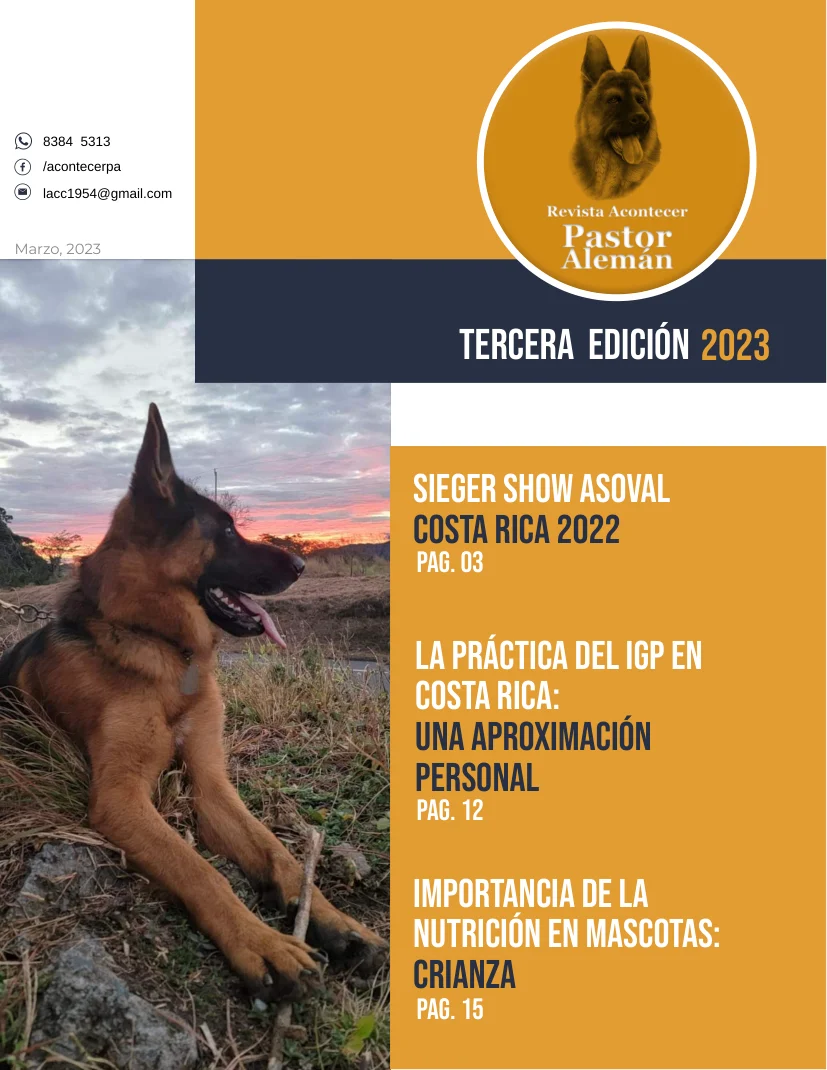 8384 5313
/acontecerpa
lacc1954@gmail.com
Marzo, 2023
Revista Acontecer
Pastor
Alemán
TERCERA EDICIÓN 2023
SIEGER SHOW ASOVAL
COSTA RICA 2022
PAG. 03
LA PRÁCTICA DEL IGP EN
COSTA RICA:
UNA APROXIMACIÓN
PERSONAL
PAG. 12
IMPORTANCIA DE LA
NUTRICIÓN EN MASCOTAS:
CRIANZA
PAG. 15